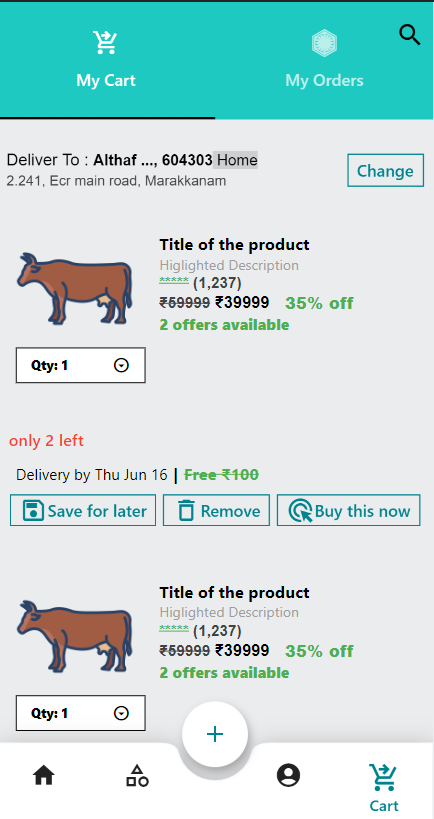 My Cart
My Orders
Deliver To : Althaf ..., 604303 Home
2.241, Ecr main road, Marakkanam
Change
Title of the product
Higlighted Description
***** (1,237)
₹59999 ₹39999 35% off
2 offers available
Qty: 1
only 2 left
Delivery by Thu Jun 16 | Free ₹100
Save for later
Remove
Buy this now
Title of the product
Higlighted Description
***** (1,237)
₹59999 ₹39999 35% off
2 offers available
Qty: 1
+
Cart